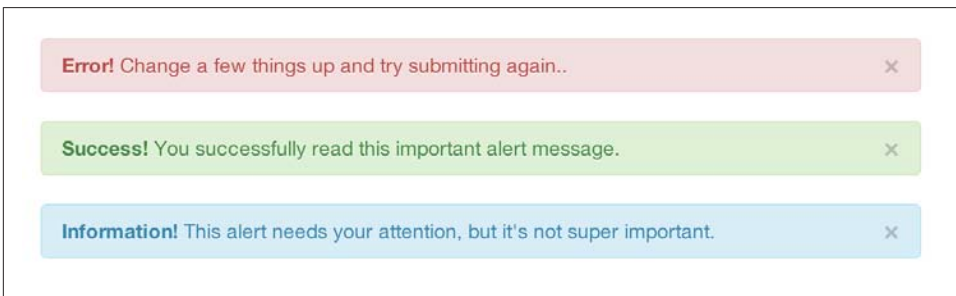 Error! Change a few things up and try submitting again.. ×
Success! You successfully read this important alert message. ×
Information! This alert needs your attention, but it's not super important. ×